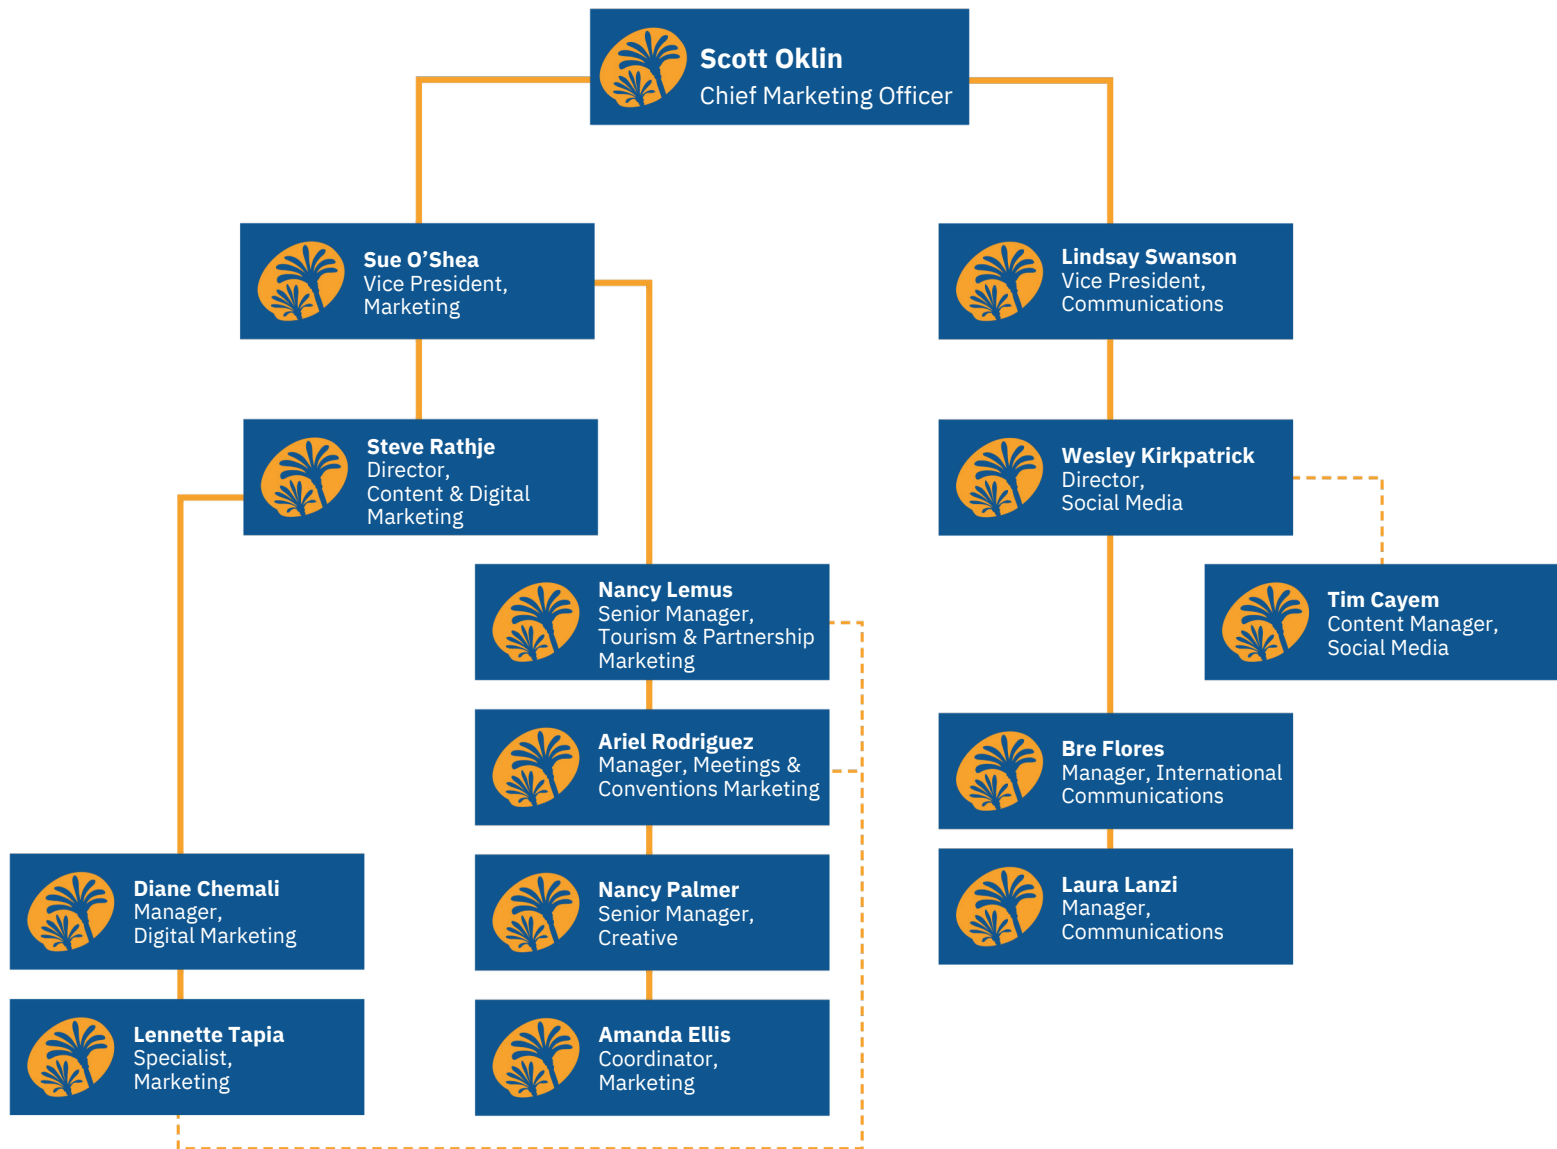 Scott Oklin
Chief Marketing Officer
Sue O’Shea
Vice President,
Marketing
Lindsay Swanson
Vice President,
Communications
Steve Rathje
Director,
Content & Digital
Marketing
Wesley Kirkpatrick
Director,
Social Media
Nancy Lemus
Senior Manager,
Tourism & Partnership
Marketing
Tim Cayem
Content Manager,
Social Media
Ariel Rodriguez
Manager, Meetings &
Conventions Marketing
Bre Flores
Manager, International
Communications
Diane Chemali
Manager,
Digital Marketing
Nancy Palmer
Senior Manager,
Creative
Laura Lanzi
Manager,
Communications
Lennette Tapia
Specialist,
Marketing
Amanda Ellis
Coordinator,
Marketing